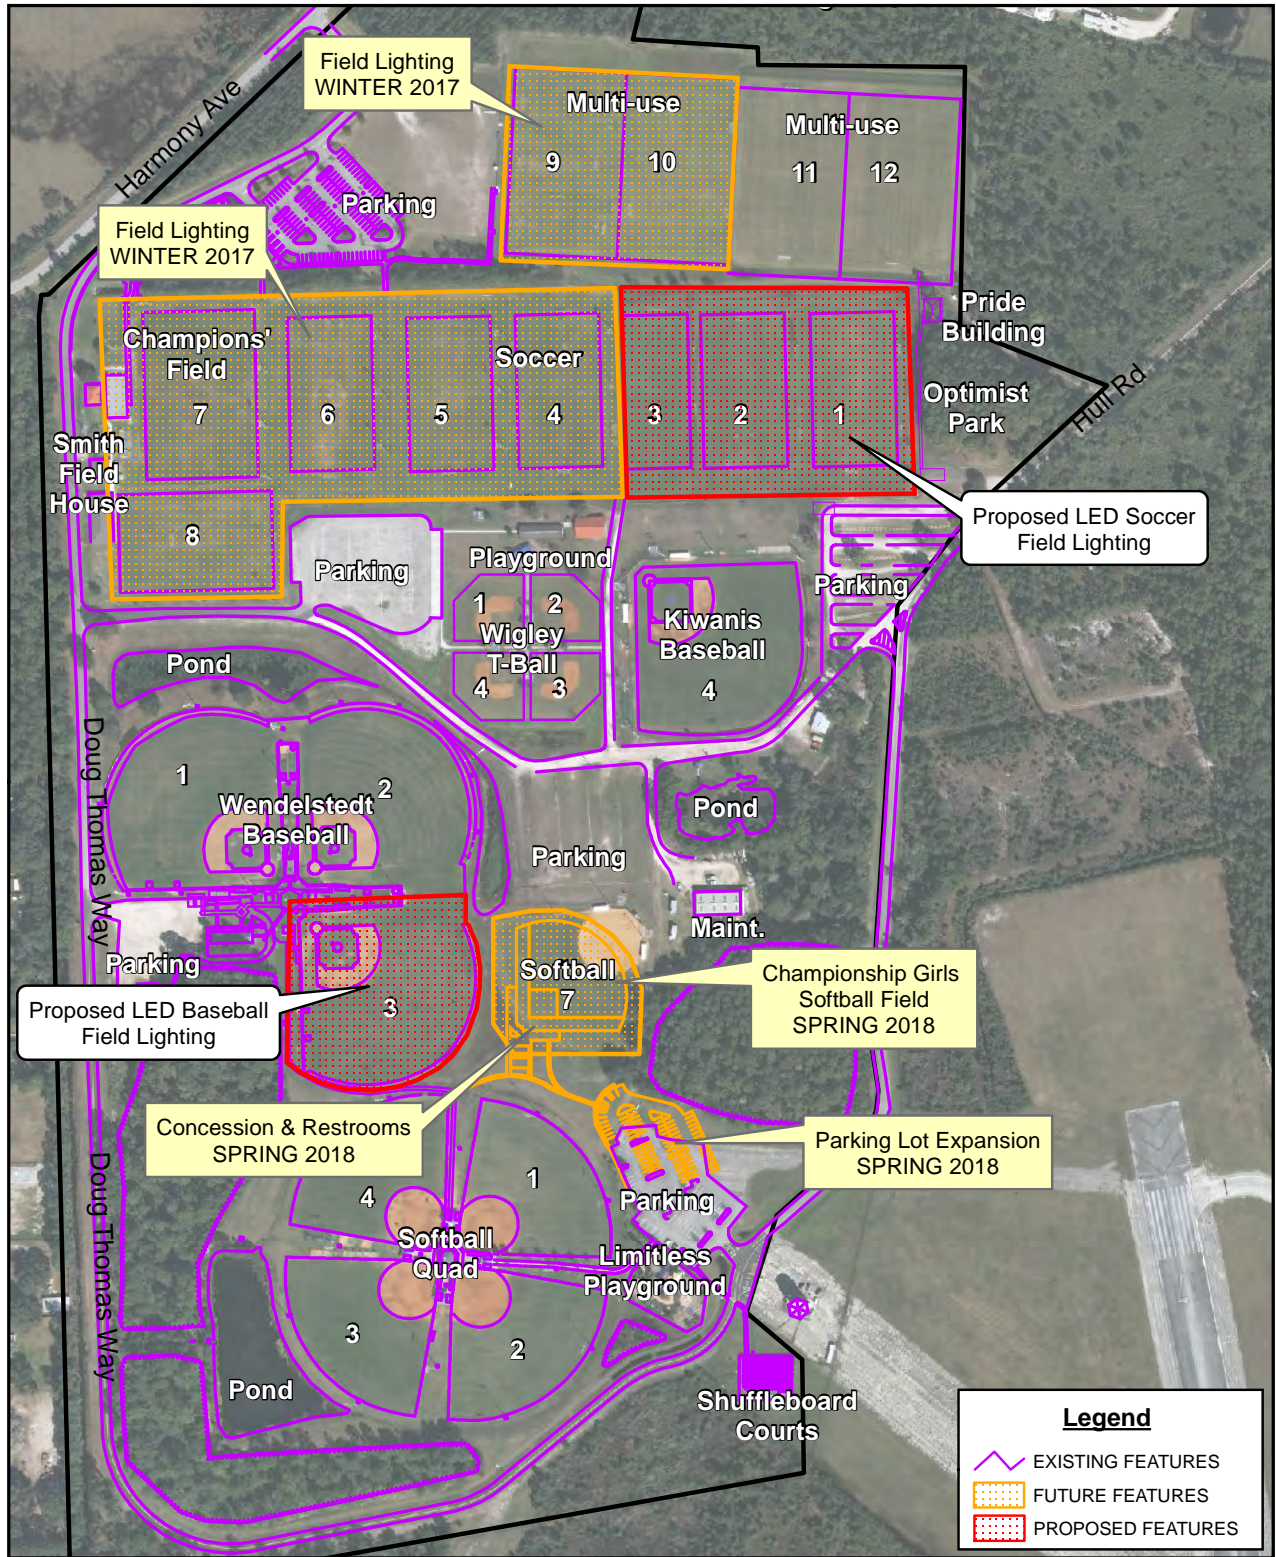 Field Lighting
WINTER 2017
Multi-use
9
10
Multi-use
11
12
Harmony Ave
Parking
Field Lighting
WINTER 2017
Champions'
Field
7
6
5
Soccer
4
3
2
1
Pride
Building
Optimist
Park
Hull Rd
Smith
Field
House
8
Proposed LED Soccer
Field Lighting
Parking
Playground
1
2
Wigley
T-Ball
4
3
Kiwanis
Baseball
4
Parking
Pond
Doug Thomas Way
1
2
Wendelstedt
Baseball
Parking
Pond
Maint.
Parking
Proposed LED Baseball
Field Lighting
3
Softball
7
Championship Girls
Softball Field
SPRING 2018
Concession & Restrooms
SPRING 2018
Parking Lot Expansion
SPRING 2018
Doug Thomas Way
4
1
Softball
Quad
3
2
Parking
Limitless
Playground
Pond
Shuffleboard
Courts
Legend
EXISTING FEATURES
FUTURE FEATURES
PROPOSED FEATURES